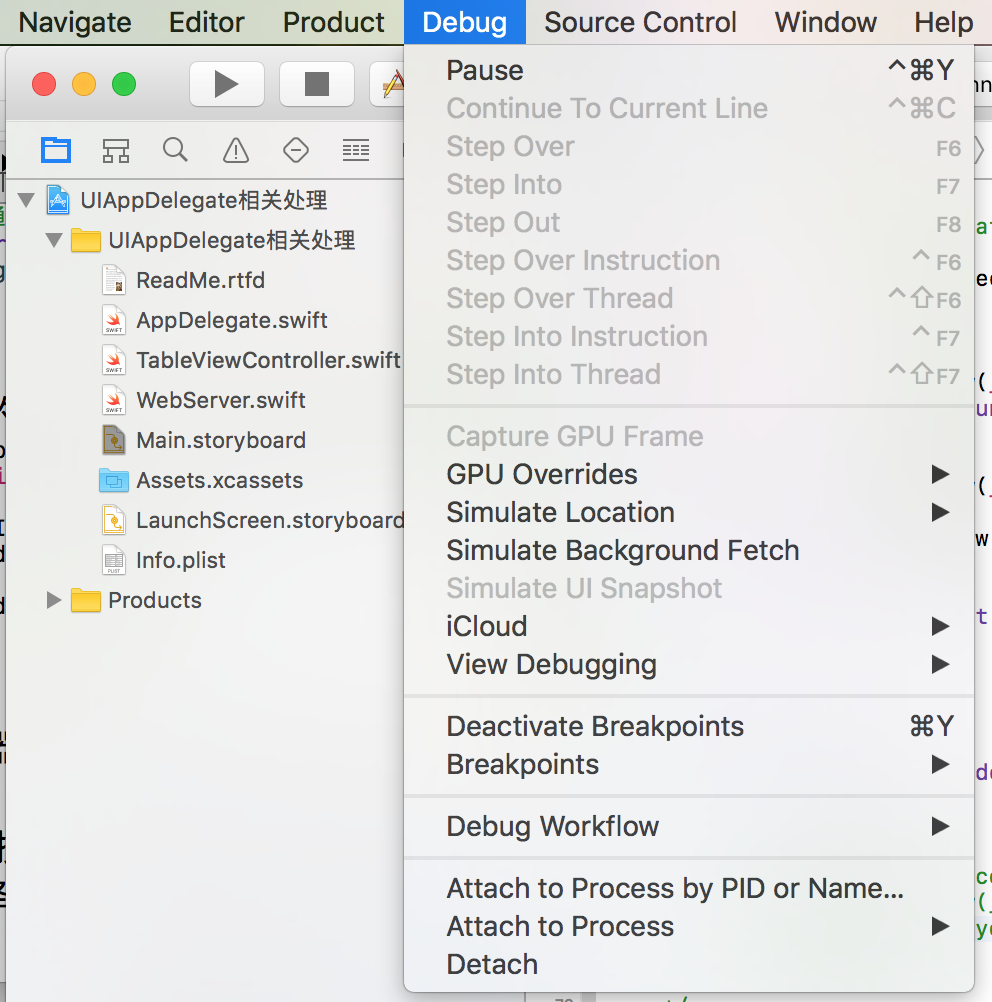 Navigate Editor Product Debug Source Control Window Help
Pause ^⌘Y
Continue To Current Line ^⌘C
Step Over F6
Step Into F7
Step Out F8
Step Over Instruction ^F6
Step Over Thread ^⇧F6
Step Into Instruction ^F7
Step Into Thread ^⇧F7
Capture GPU Frame
GPU Overrides
Simulate Location
Simulate Background Fetch
Simulate UI Snapshot
iCloud
View Debugging
Deactivate Breakpoints ⌘Y
Breakpoints
Debug Workflow
Attach to Process by PID or Name...
Attach to Process
Detach
UIAppDelegate相关处理
UIAppDelegate相关处理
ReadMe.rtfd
AppDelegate.swift
TableViewController.swift
WebServer.swift
Main.storyboard
Assets.xcassets
LaunchScreen.storyboard
Info.plist
Products